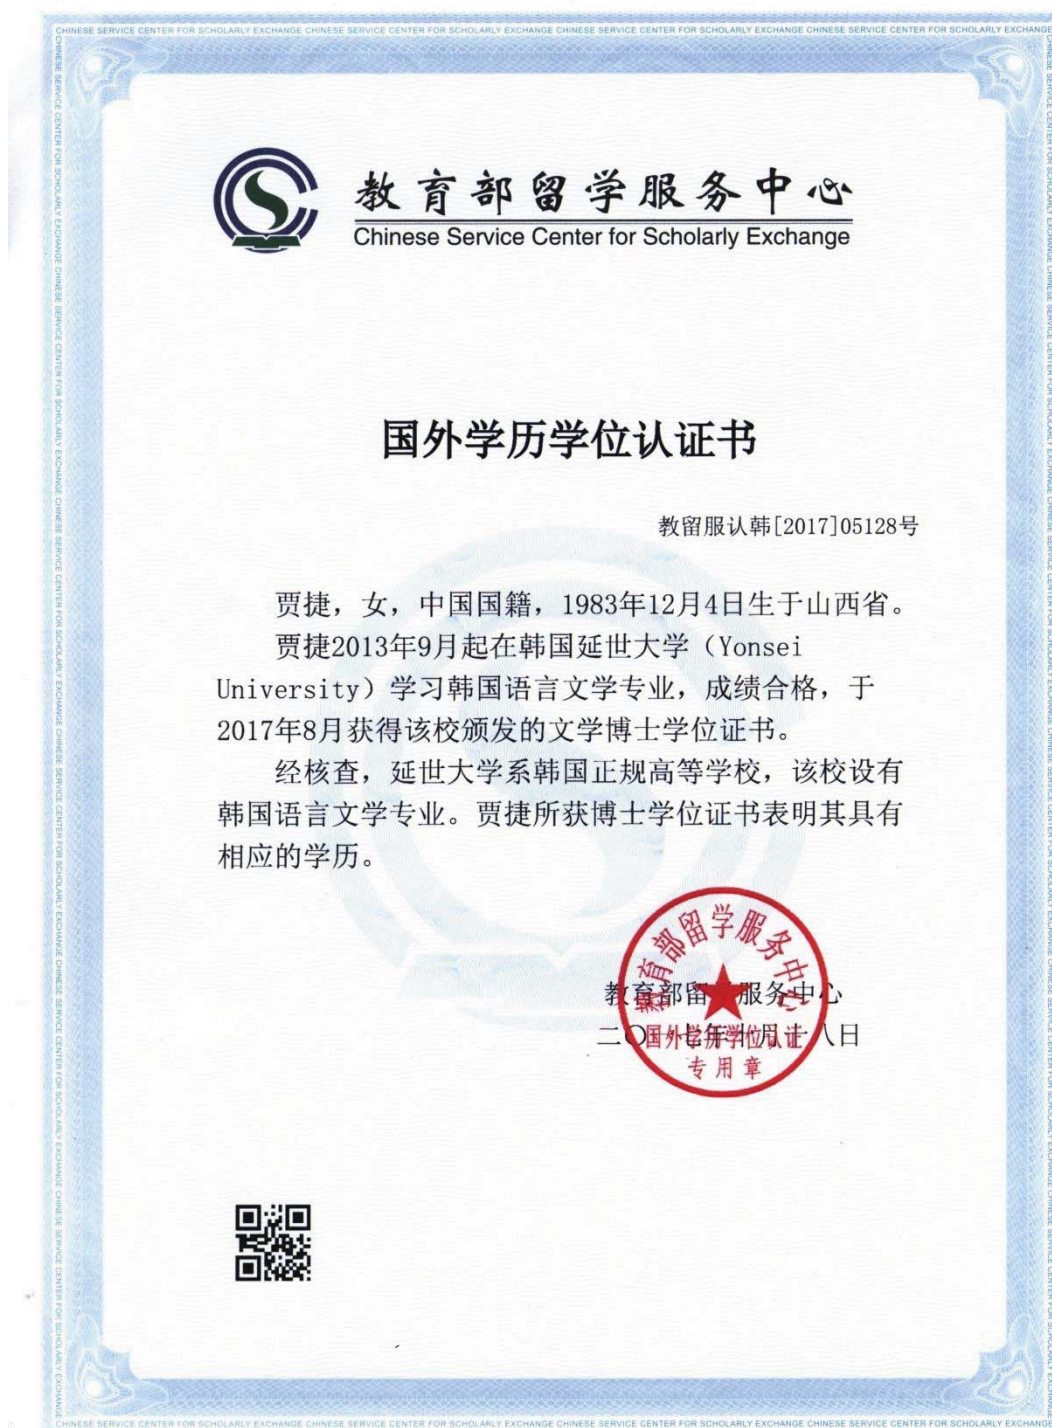 CHINESE SERVICE CENTER FOR SCHOLARLY EXCHANGE CHINESE SERVICE CENTER FOR SCHOLARLY EXCHANGE CHINESE SERVICE CENTER FOR SCHOLARLY EXCHANGE CHINESE SERVICE CENTER FOR SCHOLARLY EXCHANGE
教育部留学服务中心
Chinese Service Center for Scholarly Exchange
国外学历学位认证书
教留服认韩[2017]05128号
贾捷，女，中国国籍，1983年12月4日生于山西省。
贾捷2013年9月起在韩国延世大学（Yonsei
University）学习韩国语言文学专业，成绩合格，于
2017年8月获得该校颁发的文学博士学位证书。
经核查，延世大学系韩国正规高等学校，该校设有
韩国语言文学专业。贾捷所获博士学位证书表明其具有
相应的学历。
教育部留学服务中心
教育部留学服务中心
二〇一七年十月十八日
国外学历学位认证
专用章
CHINESE SERVICE CENTER FOR SCHOLARLY EXCHANGE CHINESE SERVICE CENTER FOR SCHOLARLY EXCHANGE CHINESE SERVICE CENTER FOR SCHOLARLY EXCHANGE CHINESE SERVICE CENTER FOR SCHOLARLY EXCHANGE